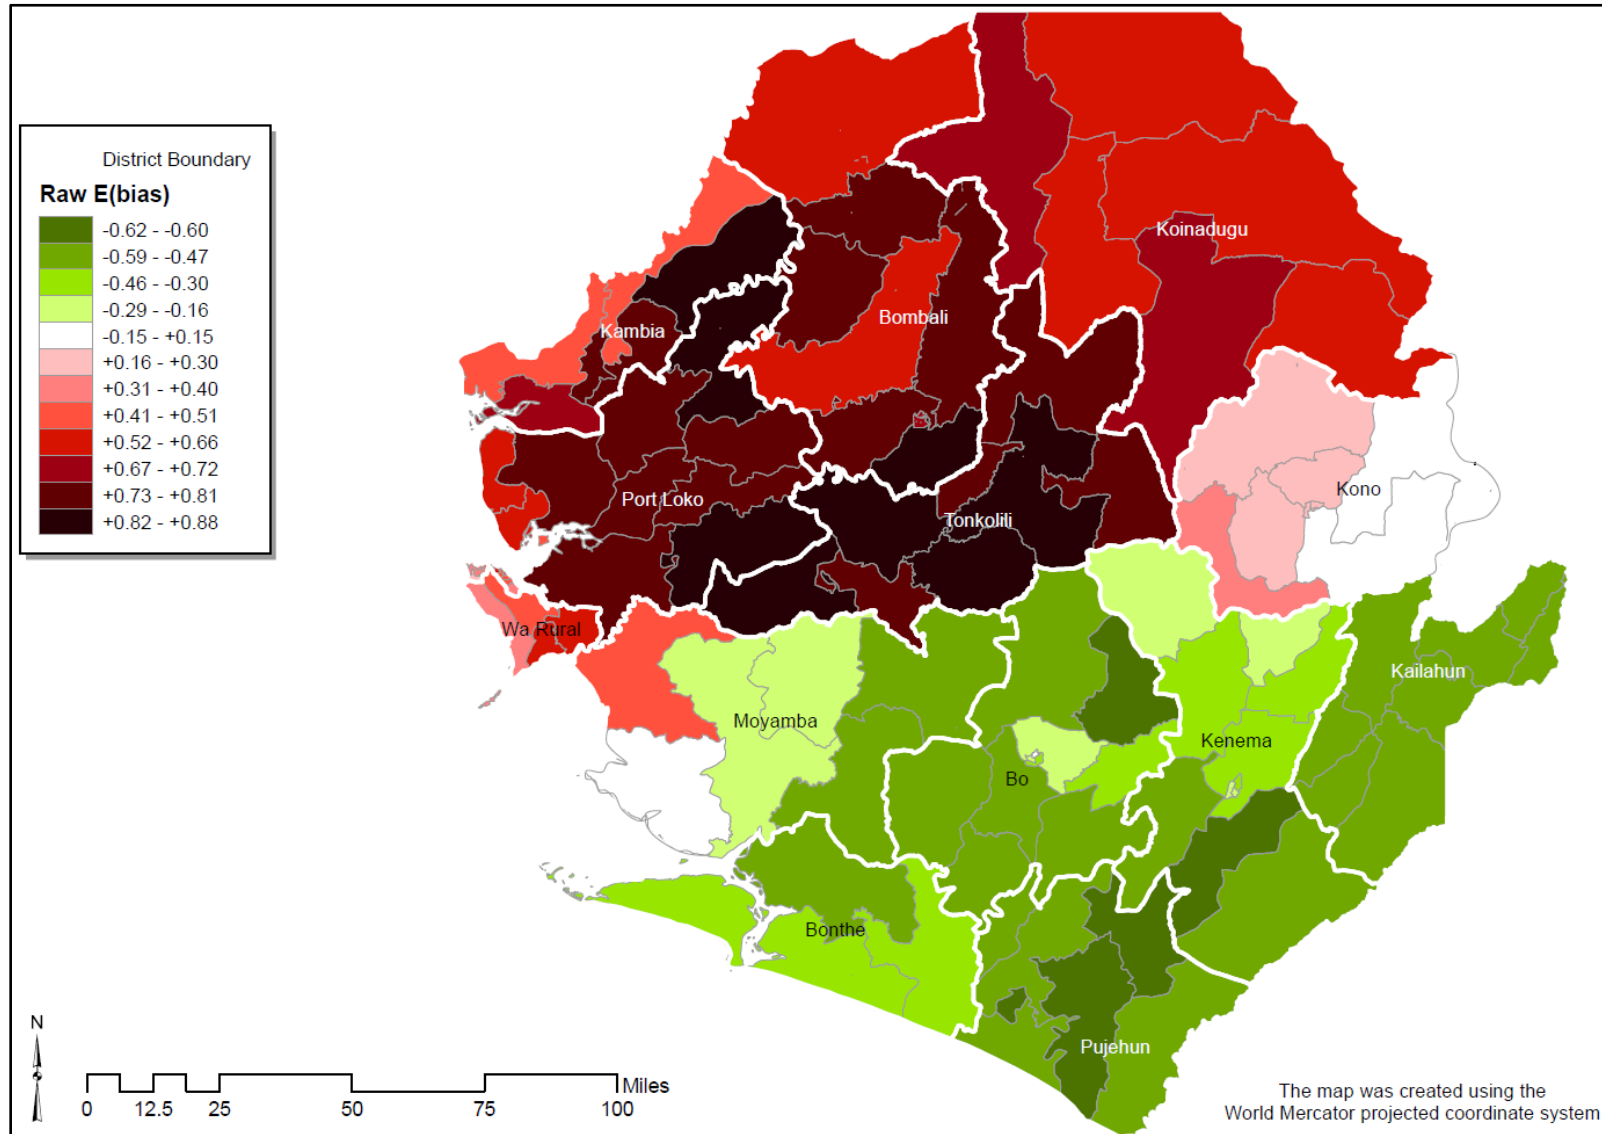 District Boundary
Raw E(bias)
-0.62 - -0.60
-0.59 - -0.47
-0.46 - -0.30
-0.29 - -0.16
-0.15 - +0.15
+0.16 - +0.30
+0.31 - +0.40
+0.41 - +0.51
+0.52 - +0.66
+0.67 - +0.72
+0.73 - +0.81
+0.82 - +0.88
Koinadugu
Bombali
Kambia
Kono
Port Loko
Tonkolili
Wa Rural
Kailahun
Moyamba
Kenema
Bo
Bonthe
Pujehun
N
Miles
0 12.5 25 50 75 100
The map was created using the
World Mercator projected coordinate system